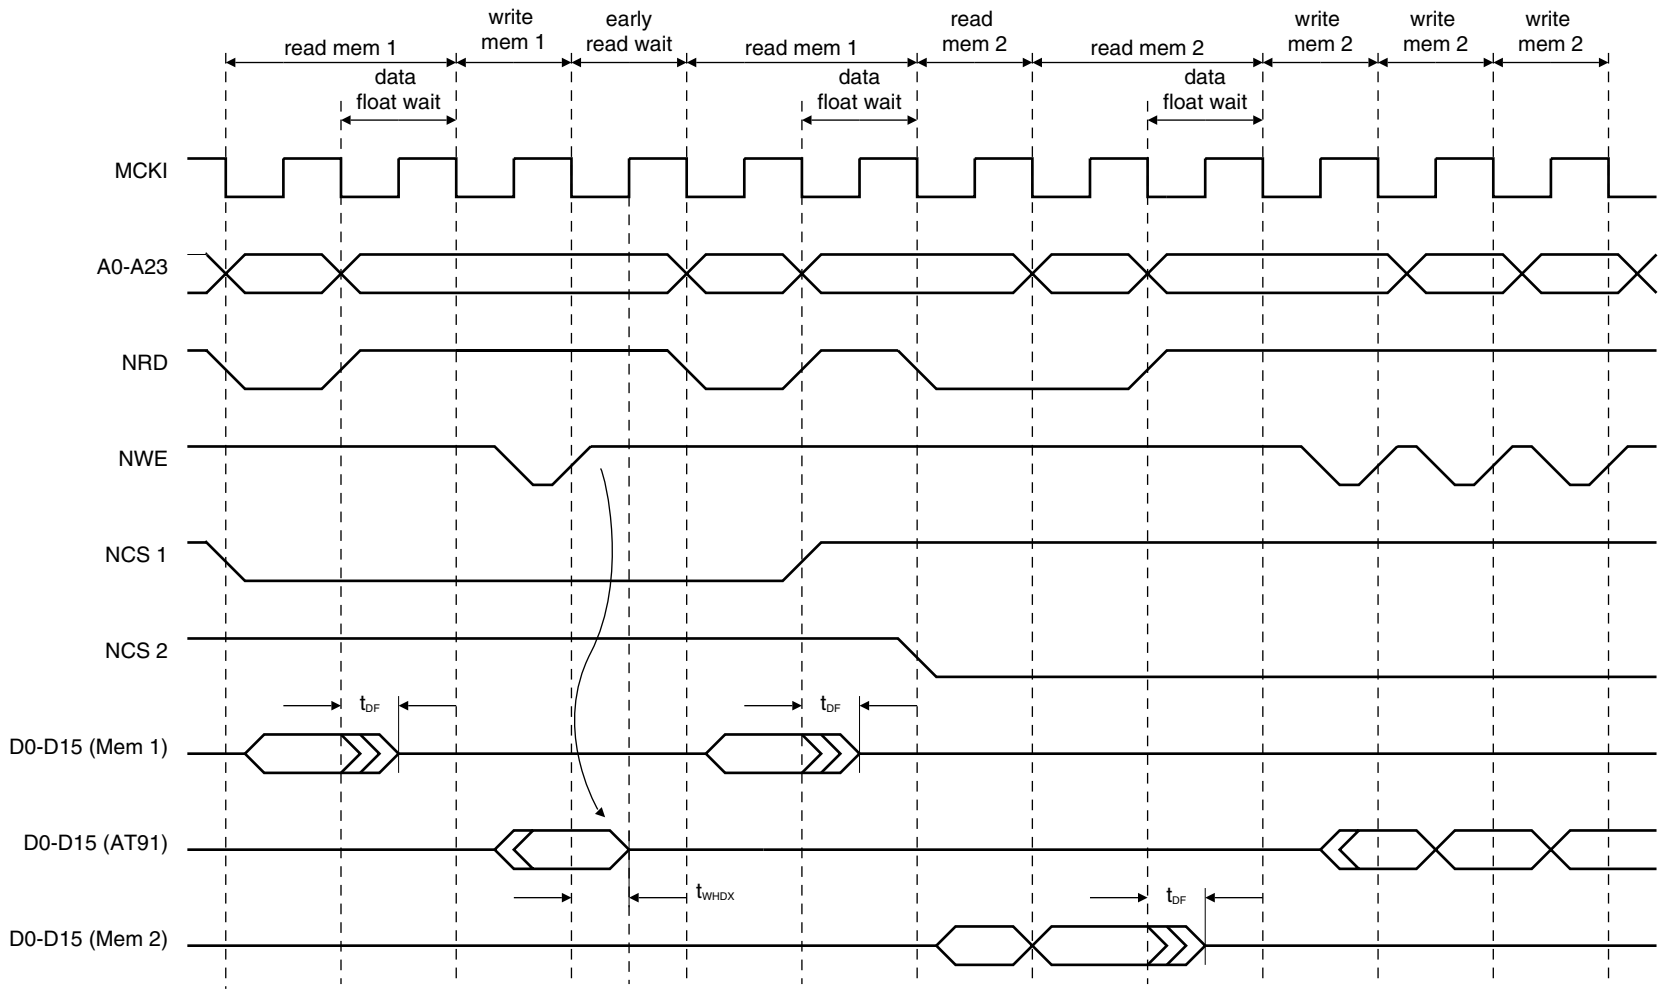 write
early
read
write
write
write
read mem 1
mem 1
read wait
read mem 1
mem 2
read mem 2
mem 2
mem 2
mem 2
data
data
data
float wait
float wait
float wait
MCKI
A0-A23
NRD
NWE
NCS 1
NCS 2
tDF
tDF
D0-D15 (Mem 1)
D0-D15 (AT91)
tWHDX
tDF
D0-D15 (Mem 2)